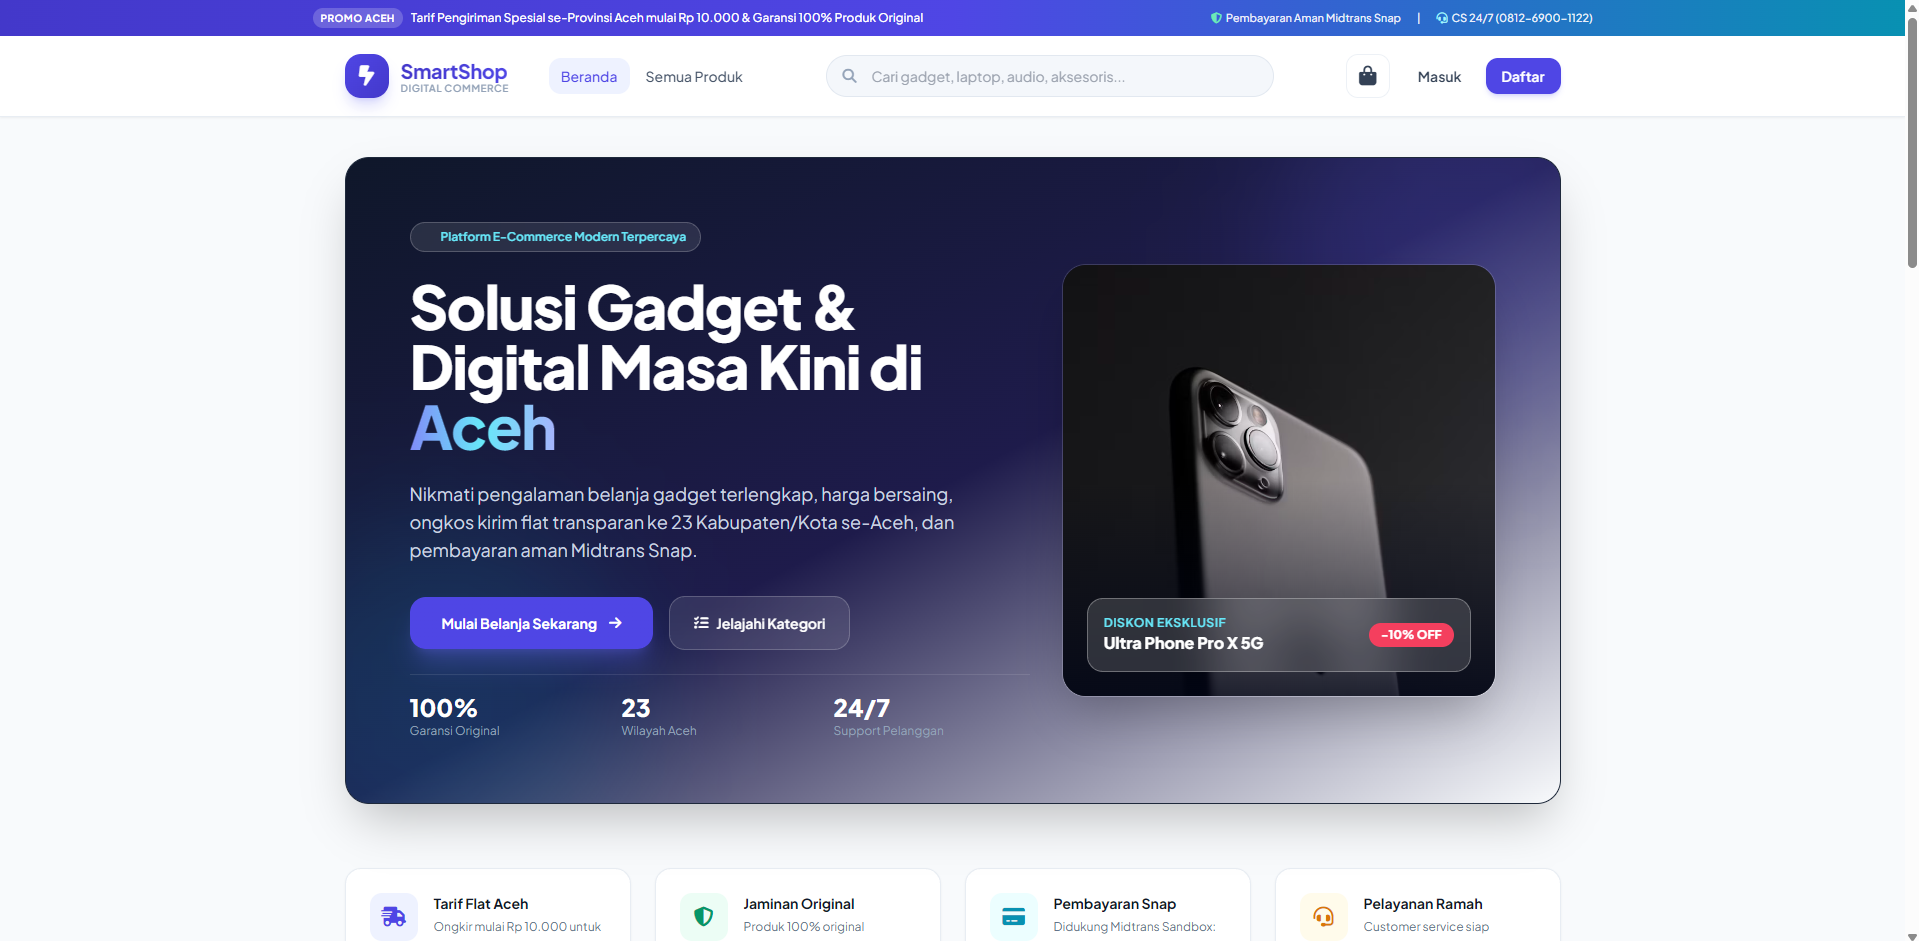 PROMO ACEH Tarif Pengiriman Spesial se-Provinsi Aceh mulai Rp 10.000 & Garansi 100% Produk Original
Pembayaran Aman Midtrans Snap | CS 24/7 (0812-6900-1122)
SmartShop
DIGITAL COMMERCE
Beranda
Semua Produk
Cari gadget, laptop, audio, aksesoris...
Masuk
Daftar
Platform E-Commerce Modern Terpercaya
Solusi Gadget &
Digital Masa Kini di
Aceh
Nikmati pengalaman belanja gadget terlengkap, harga bersaing,
ongkos kirim flat transparan ke 23 Kabupaten/Kota se-Aceh, dan
pembayaran aman Midtrans Snap.
Mulai Belanja Sekarang
Jelajahi Kategori
100%
Garansi Original
23
Wilayah Aceh
24/7
Support Pelanggan
DISKON EKSKLUSIF
Ultra Phone Pro X 5G
-10% OFF
Tarif Flat Aceh
Ongkir mulai Rp 10.000 untuk
Jaminan Original
Produk 100% original
Pembayaran Snap
Didukung Midtrans Sandbox:
Pelayanan Ramah
Customer service siap